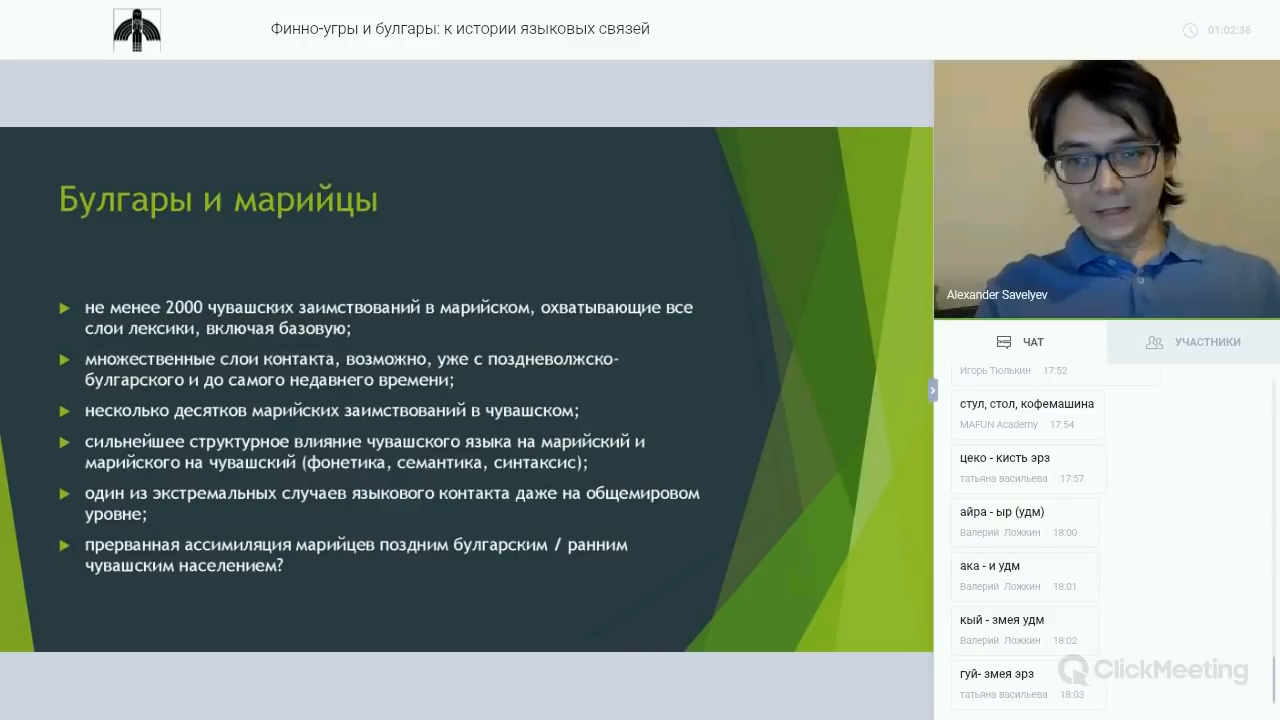 Финно-угры и булгары: к истории языковых связей
01:02:36
Булгары и марийцы
не менее 2000 чувашских заимствований в марийском, охватывающие все
слои лексики, включая базовую;
множественные слои контакта, возможно, уже с поздневолжско-
булгарского и до самого недавнего времени;
несколько десятков марийских заимствований в чувашском;
сильнейшее структурное влияние чувашского языка на марийский и
марийского на чувашский (фонетика, семантика, синтаксис);
один из экстремальных случаев языкового контакта даже на общемировом
уровне;
прерванная ассимиляция марийцев поздним булгарским / ранним
чувашским населением?
Alexander Savelyev
ЧАТ
УЧАСТНИКИ
Игорь Тюлькин 17:52
стул, стол, кофемашина
MAFUN Academy 17:54
цеко - кисть эрз
татьяна васильева 17:57
айра - ыр (удм)
Валерий Ложкин 18:00
ака - и удм
Валерий Ложкин 18:01
кый - змея удм
Валерий Ложкин 18:02
гуй- змея эрз
татьяна васильева 18:03
ClickMeeting